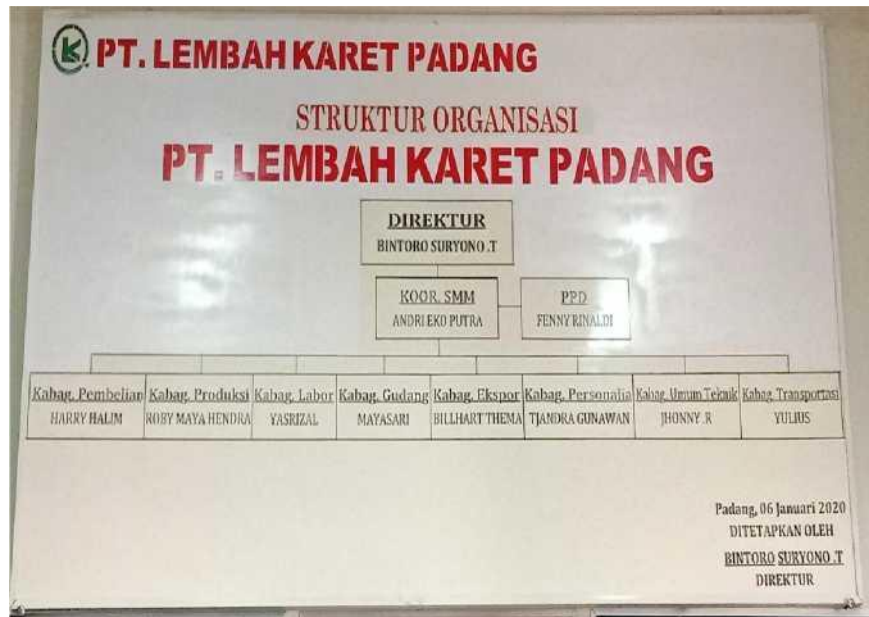 PT. LEMBAH KARET PADANG
STRUKTUR ORGANISASI
PT. LEMBAH KARET PADANG
DIREKTUR
BINTORO SURYONO .T
KOOR. SMM
ANDRI EKO PUTRA
PPD
FENNY RINALDI
Kabag. Pembelian
HARRY HALIM
Kabag. Produksi
ROBY MAYA HENDRA
Kabag. Labor
YASRIZAL
Kabag. Gudang
MAYASARI
Kabag. Ekspor
BILLHART THEMA
Kabag. Personalia
TJANDRA GUNAWAN
Kabag. Umum Teknik
JHONNY .R
Kabag. Transportasi
YULIUS
Padang, 06 Januari 2020
DITETAPKAN OLEH
BINTORO SURYONO .T
DIREKTUR